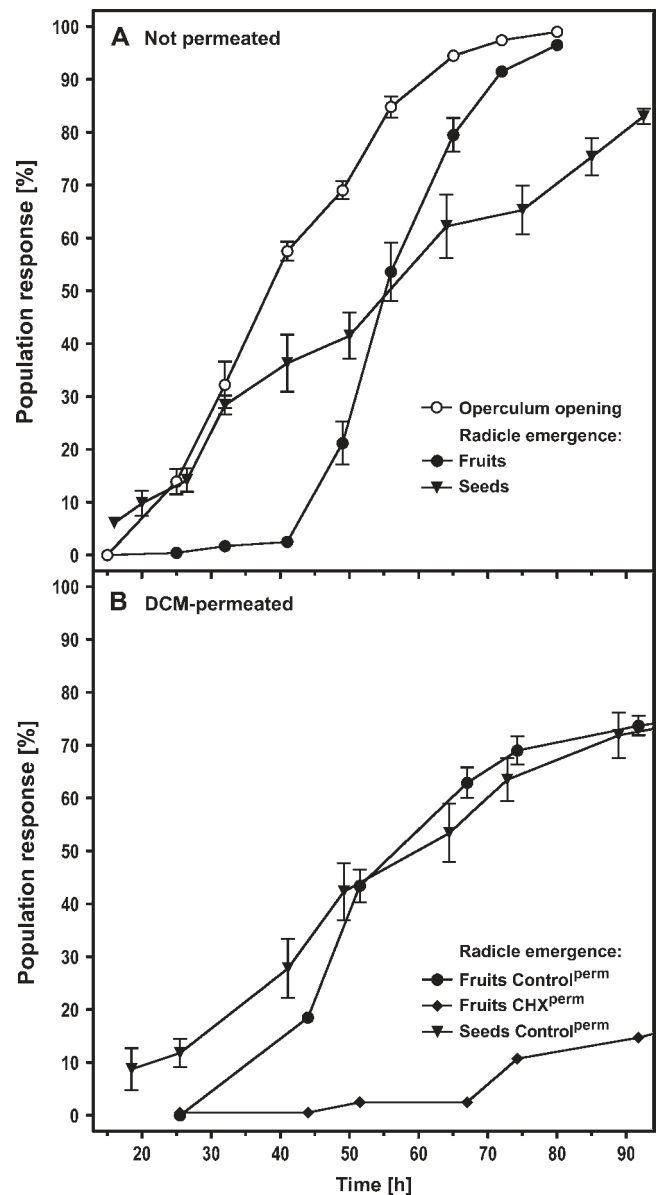 A Not permeated
Population response [%]
100
90
80
70
60
50
40
30
20
10
0
Operculum opening
Radicle emergence:
Fruits
Seeds
B DCM-permeated
Population response [%]
100
90
80
70
60
50
40
30
20
10
0
Radicle emergence:
Fruits Control^perm
Fruits CHX^perm
Seeds Control^perm
20 30 40 50 60 70 80 90
Time [h]